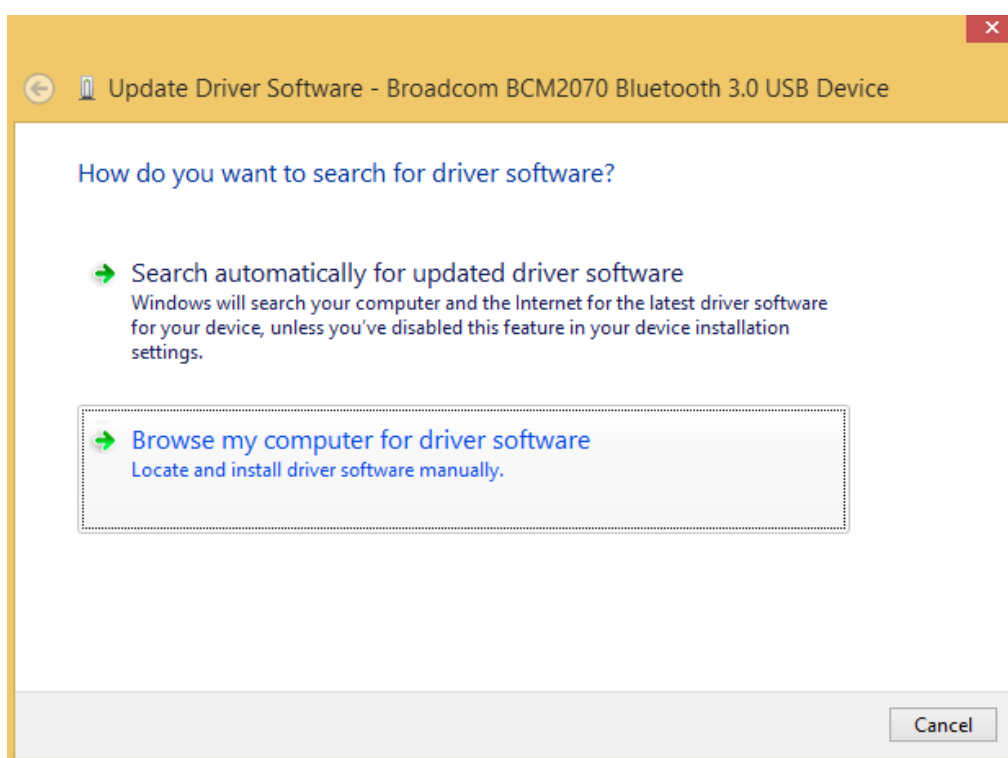 Update Driver Software - Broadcom BCM2070 Bluetooth 3.0 USB Device
How do you want to search for driver software?
Search automatically for updated driver software
Windows will search your computer and the Internet for the latest driver software
for your device, unless you've disabled this feature in your device installation
settings.
Browse my computer for driver software
Locate and install driver software manually.
Cancel